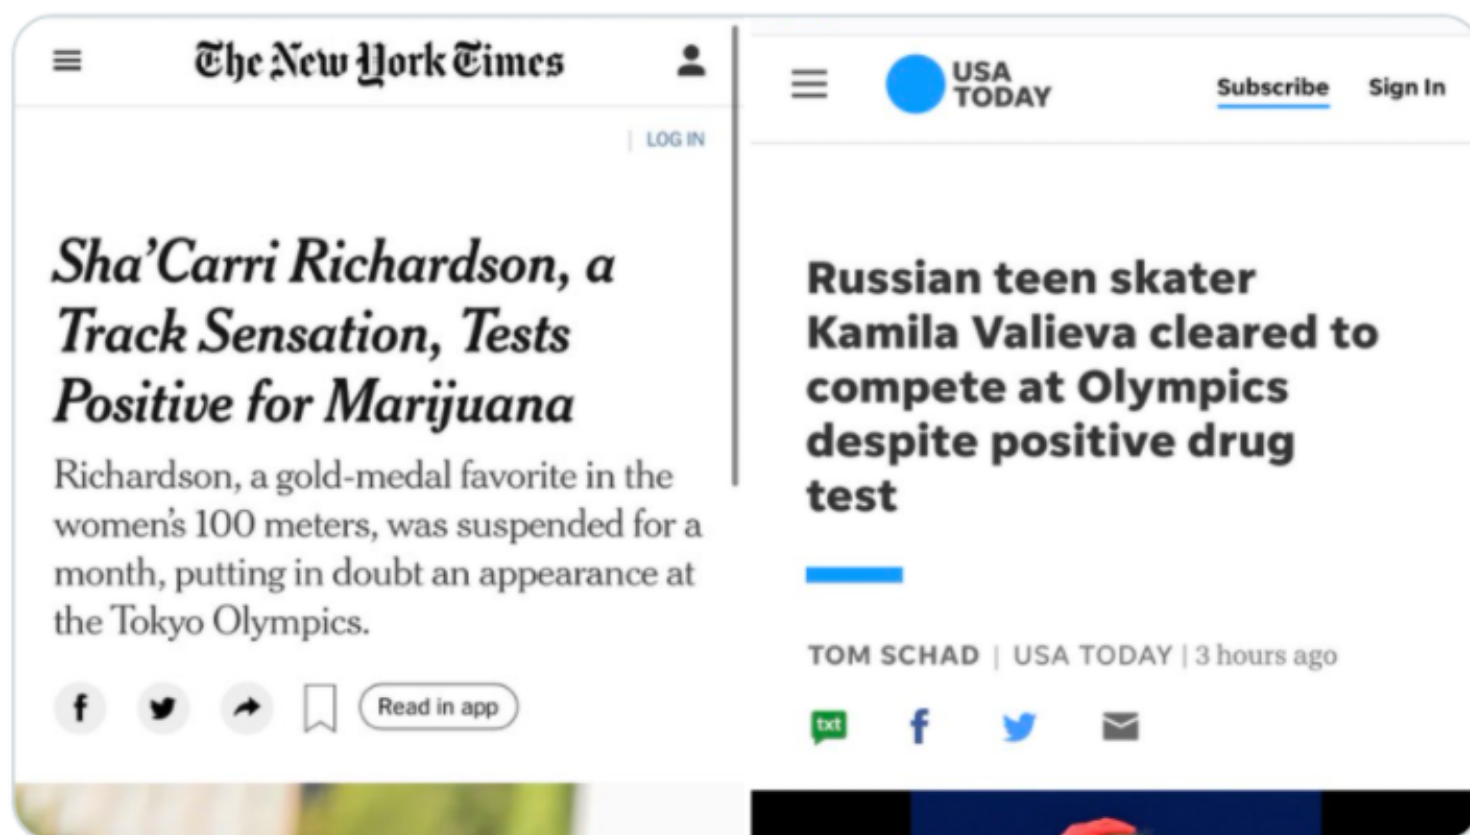 The New York Times
LOG IN
Sha'Carri Richardson, a
Track Sensation, Tests
Positive for Marijuana
Richardson, a gold-medal favorite in the
women's 100 meters, was suspended for a
month, putting in doubt an appearance at
the Tokyo Olympics.
f
Read in app
USA
TODAY
Subscribe Sign In
Russian teen skater
Kamila Valieva cleared to
compete at Olympics
despite positive drug
test
TOM SCHAD | USA TODAY | 3 hours ago
txt f